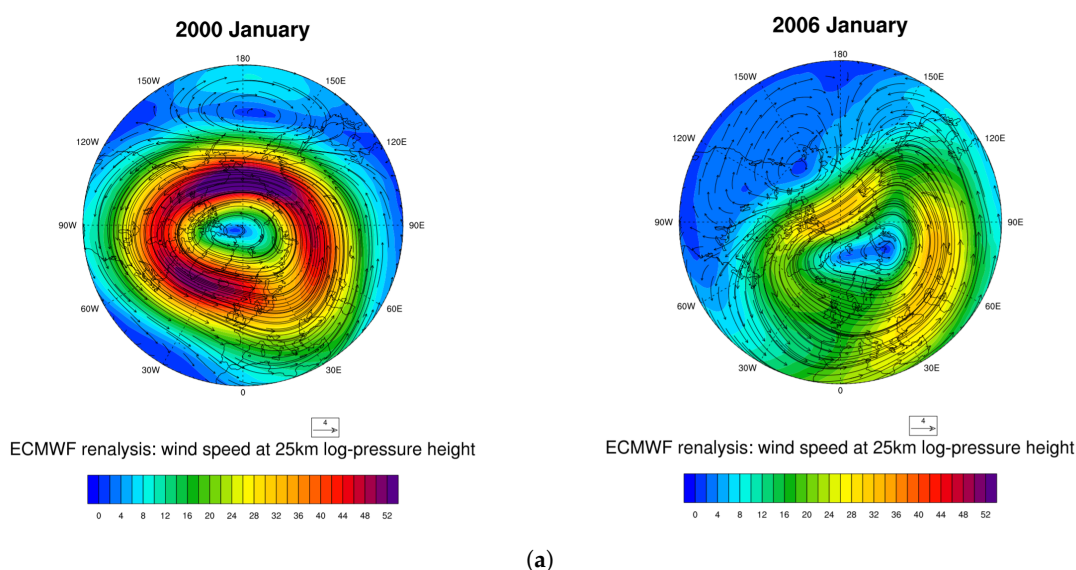 2000 January
180
150W 150E
120W 120E
90W 90E
60W 60E
30W 30E
0
4
ECMWF renalysis: wind speed at 25km log-pressure height
0 4 8 12 16 20 24 28 32 36 40 44 48 52
2006 January
180
150W 150E
120W 120E
90W 90E
60W 60E
30W 30E
0
4
ECMWF renalysis: wind speed at 25km log-pressure height
0 4 8 12 16 20 24 28 32 36 40 44 48 52
(a)